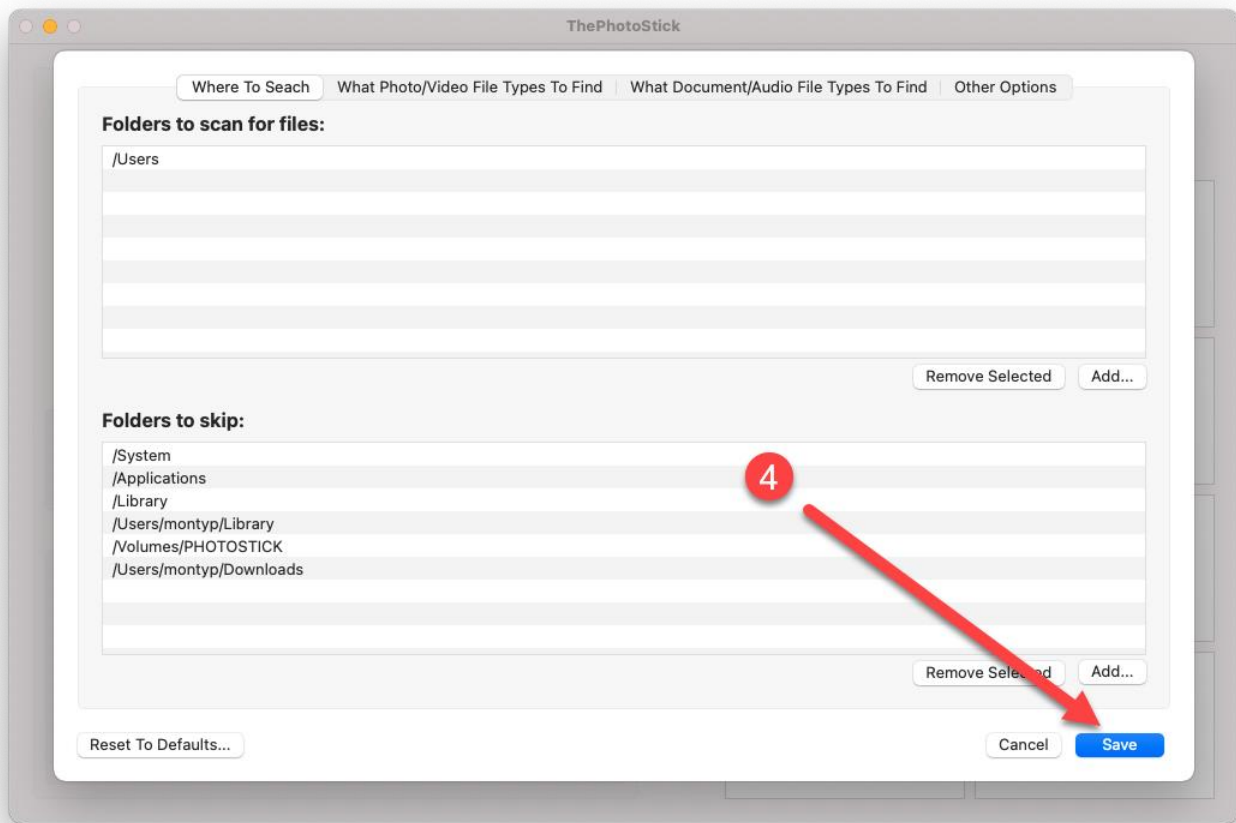 ThePhotoStick
Where To Seach What Photo/Video File Types To Find What Document/Audio File Types To Find Other Options
Folders to scan for files:
/Users
Remove Selected Add...
Folders to skip:
/System
/Applications
/Library
/Users/montyp/Library
/Volumes/PHOTOSTICK
/Users/montyp/Downloads
4
Remove Selected Add...
Reset To Defaults... Cancel Save